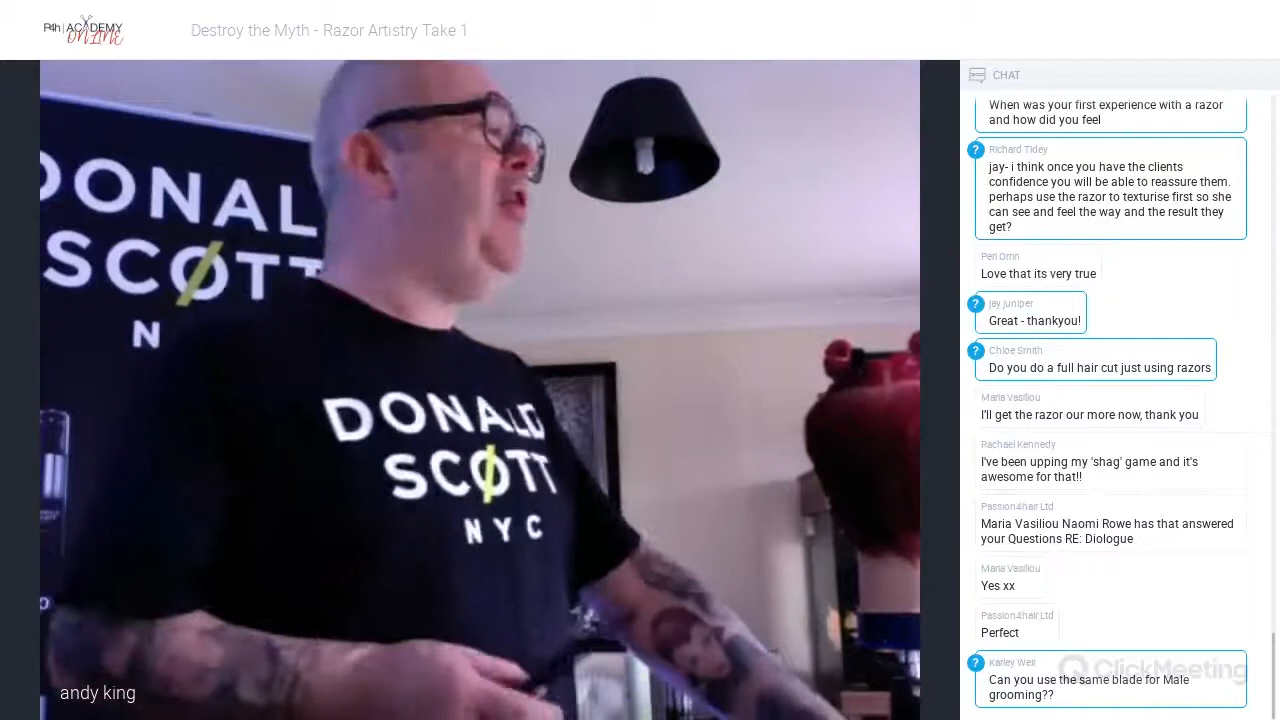 P4h ACADEMY
ONLINE
Destroy the Myth - Razor Artistry Take 1
CHAT
When was your first experience with a razor
and how did you feel
? Richard Tidey
jay- i think once you have the clients
confidence you will be able to reassure them.
perhaps use the razor to texturise first so she
can see and feel the way and the result they
get?
Peri Orrin
Love that its very true
? jay juniper
Great - thankyou!
? Chloe Smith
Do you do a full hair cut just using razors
Maria Vasiliou
I'll get the razor our more now, thank you
Rachael Kennedy
I've been upping my 'shag' game and it's
awesome for that!!
Passion4hair Ltd
Maria Vasiliou Naomi Rowe has that answered
your Questions RE: Diologue
Maria Vasiliou
Yes xx
Passion4hair Ltd
Perfect
? Karley Weir
Can you use the same blade for Male
grooming??
ClickMeeting
DONAL
SCØTT
N
DONALD
SCØTT
NYC
andy king